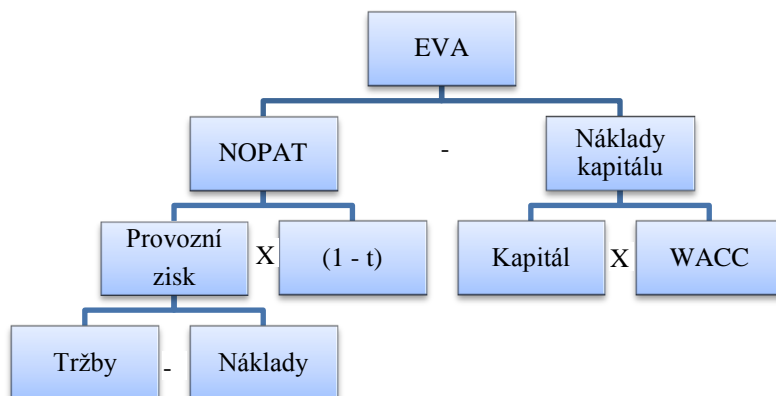 EVA
NOPAT
-
Náklady
kapitálu
Provozní
zisk
X
(1 - t)
Kapitál
X
WACC
Tržby
-
Náklady